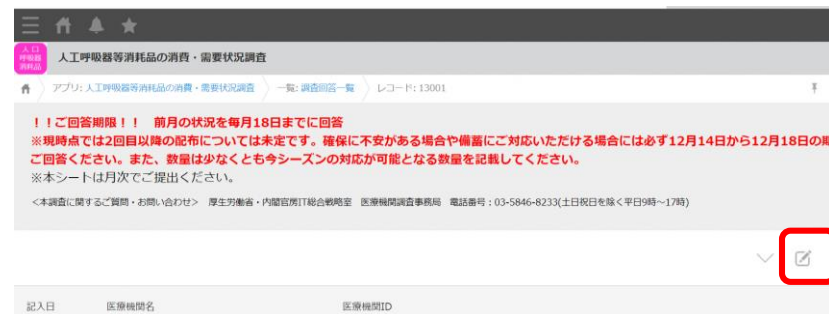 人工
呼吸器
消耗品
人工呼吸器等消耗品の消費・需要状況調査
アプリ: 人工呼吸器等消耗品の消費・需要状況調査 一覧: 調査回答一覧 レコード: 13001
！！ご回答期限！！ 前月の状況を毎月18日までに回答
※現時点では2回目以降の配布については未定です。確保に不安がある場合や備蓄にご対応いただける場合には必ず12月14日から12月18日の期
ご回答ください。また、数量は少なくとも今シーズンの対応が可能となる数量を記載してください。
※本シートは月次でご提出ください。
<本調査に関するご質問・お問い合わせ> 厚生労働省・内閣官房IT総合戦略室 医療機関調査事務局 電話番号：03-5846-8233(土日祝日を除く平日9時～17時)
記入日 医療機関名 医療機関ID